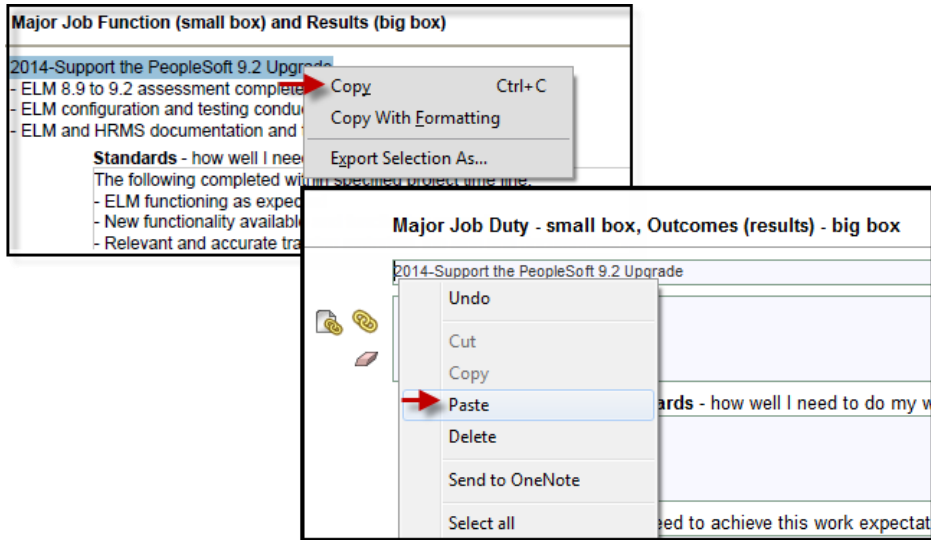 Major Job Function (small box) and Results (big box)
2014-Support the PeopleSoft 9.2 Upgrade
- ELM 8.9 to 9.2 assessment complete
- ELM configuration and testing condu
- ELM and HRMS documentation and
Standards - how well I nee
The following completed within specified project time line:
- ELM functioning as expec
- New functionality availabl
- Relevant and accurate tra
Copy Ctrl+C
Copy With Formatting
Export Selection As...
Major Job Duty - small box, Outcomes (results) - big box
2014-Support the PeopleSoft 9.2 Upgrade
Undo
Cut
Copy
Paste
Delete
Send to OneNote
Select all
ards - how well I need to do my w
eed to achieve this work expectat